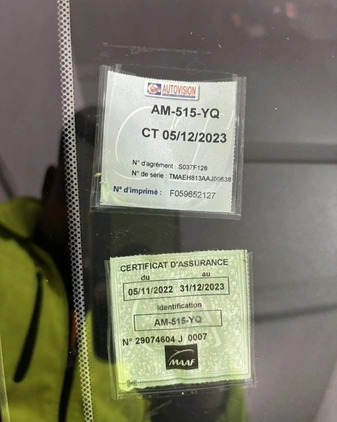 AUTOVISION
AM-515-YQ
CT 05/12/2023
N° d'agrément : S037F128
N° de série : TMAEH813AAJ00638
N° d'imprimé : F059652127
CERTIFICAT D'ASSURANCE
du au
05/11/2022 31/12/2023
Identification
AM-515-YQ
N° 29074604 J 0007
MAAF